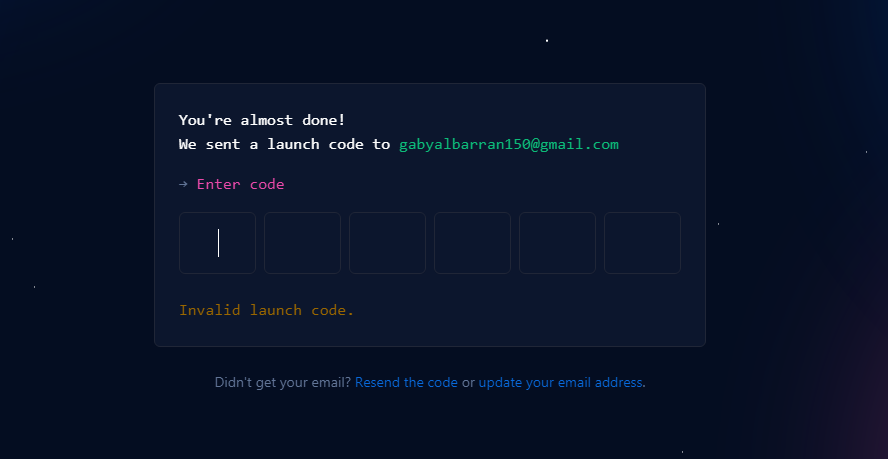 You're almost done!
We sent a launch code to gabyalbarran150@gmail.com
→ Enter code
Invalid launch code.
Didn't get your email? Resend the code or update your email address.